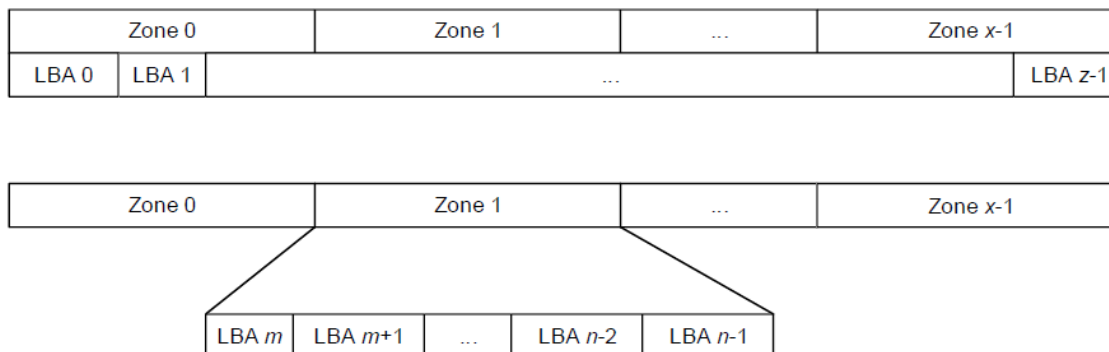 Zone 0 Zone 1 ... Zone x-1
LBA 0 LBA 1 ... LBA z-1
Zone 0 Zone 1 ... Zone x-1
LBA m LBA m+1 ... LBA n-2 LBA n-1